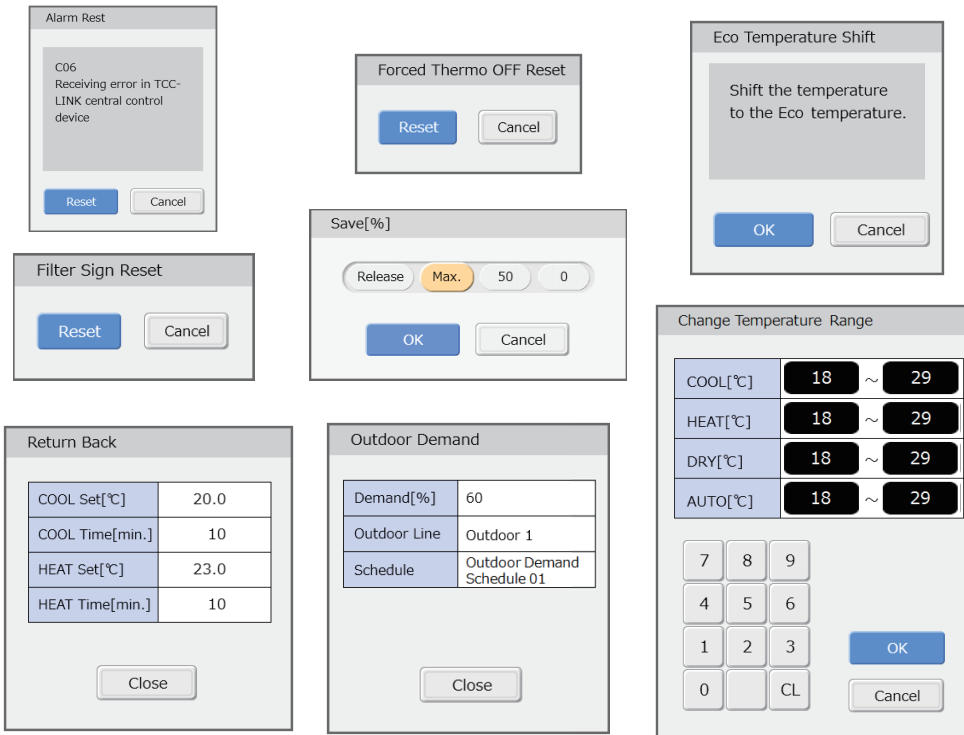 Alarm Rest
C06
Receiving error in TCC-
LINK central control
device
Reset Cancel
Forced Thermo OFF Reset
Reset Cancel
Eco Temperature Shift
Shift the temperature
to the Eco temperature.
OK Cancel
Filter Sign Reset
Reset Cancel
Save[%]
Release Max. 50 0
OK Cancel
Change Temperature Range
COOL[℃] 18 ~ 29
HEAT[℃] 18 ~ 29
DRY[℃] 18 ~ 29
AUTO[℃] 18 ~ 29
7 8 9
4 5 6
1 2 3
0 CL
OK
Cancel
Return Back
COOL Set[℃] 20.0
COOL Time[min.] 10
HEAT Set[℃] 23.0
HEAT Time[min.] 10
Close
Outdoor Demand
Demand[%] 60
Outdoor Line Outdoor 1
Schedule Outdoor Demand
Schedule 01
Close